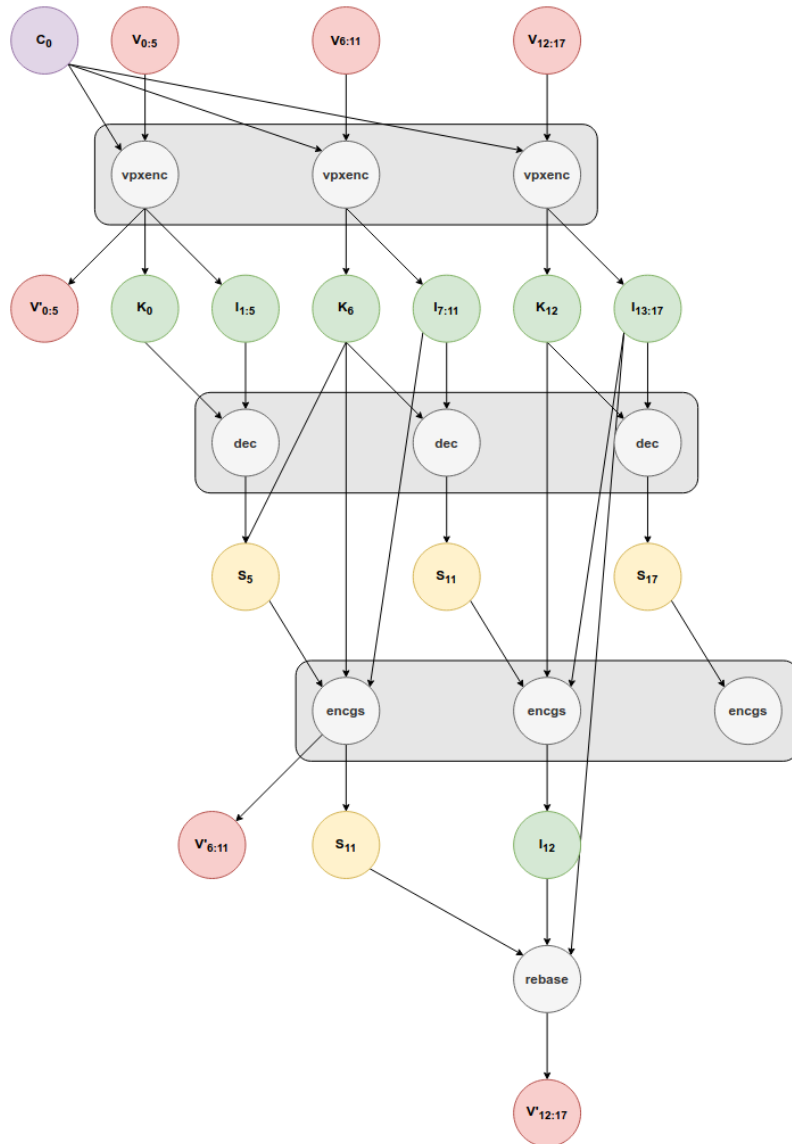 C0 V0:5 V6:11 V12:17
vpxenc vpxenc vpxenc
V'0:5 K0 I1:5 K6 I7:11 K12 I13:17
dec dec dec
S5 S11 S17
encgs encgs encgs
V'6:11 S11 I12
rebase
V'12:17